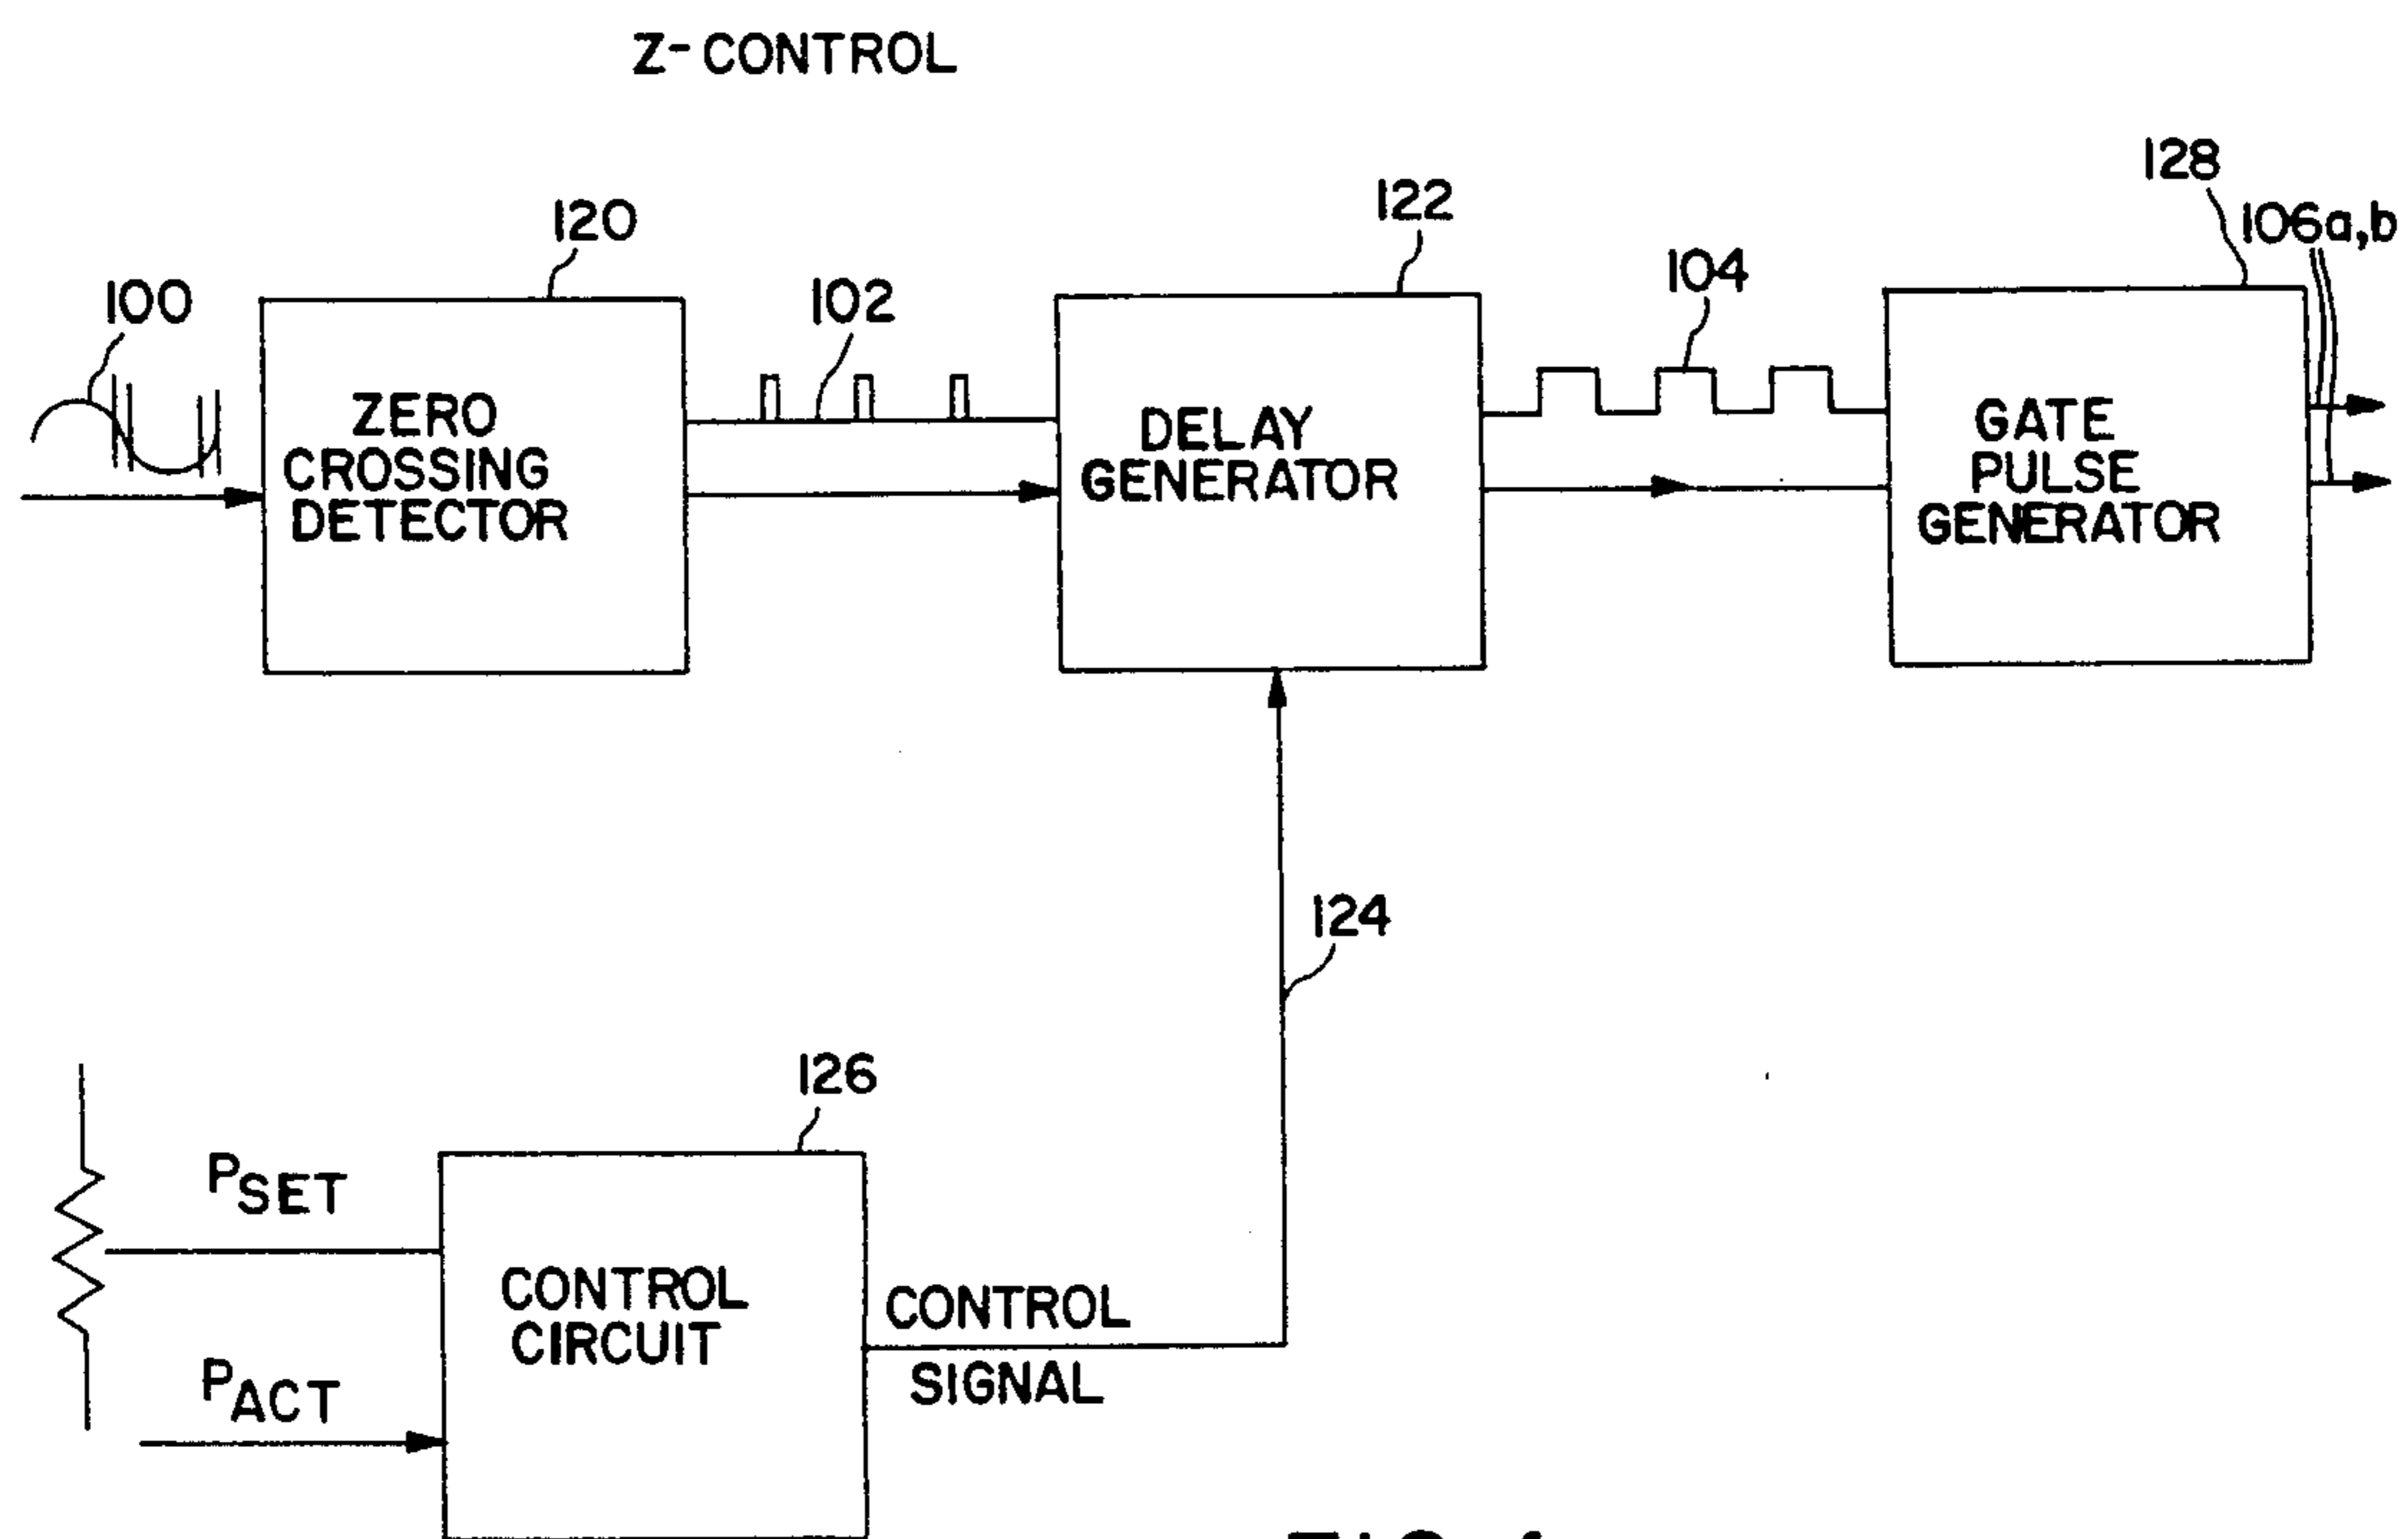 Z-CONTROL
128
122
106a,b
120
104
100
102
ZERO
CROSSING
DETECTOR
DELAY
GENERATOR
GATE
PULSE
GENERATOR
124
126
PSET
CONTROL
CIRCUIT
CONTROL
SIGNAL
PACT